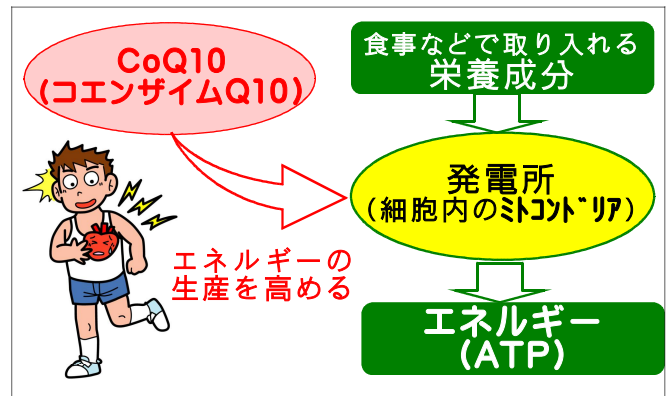 CoQ10
(コエンザイムQ10)
食事などで取り入れる
栄養成分
発電所
(細胞内のﾐﾄｺﾝﾄﾞﾘｱ)
エネルギーの
生産を高める
エネルギー
(ATP)